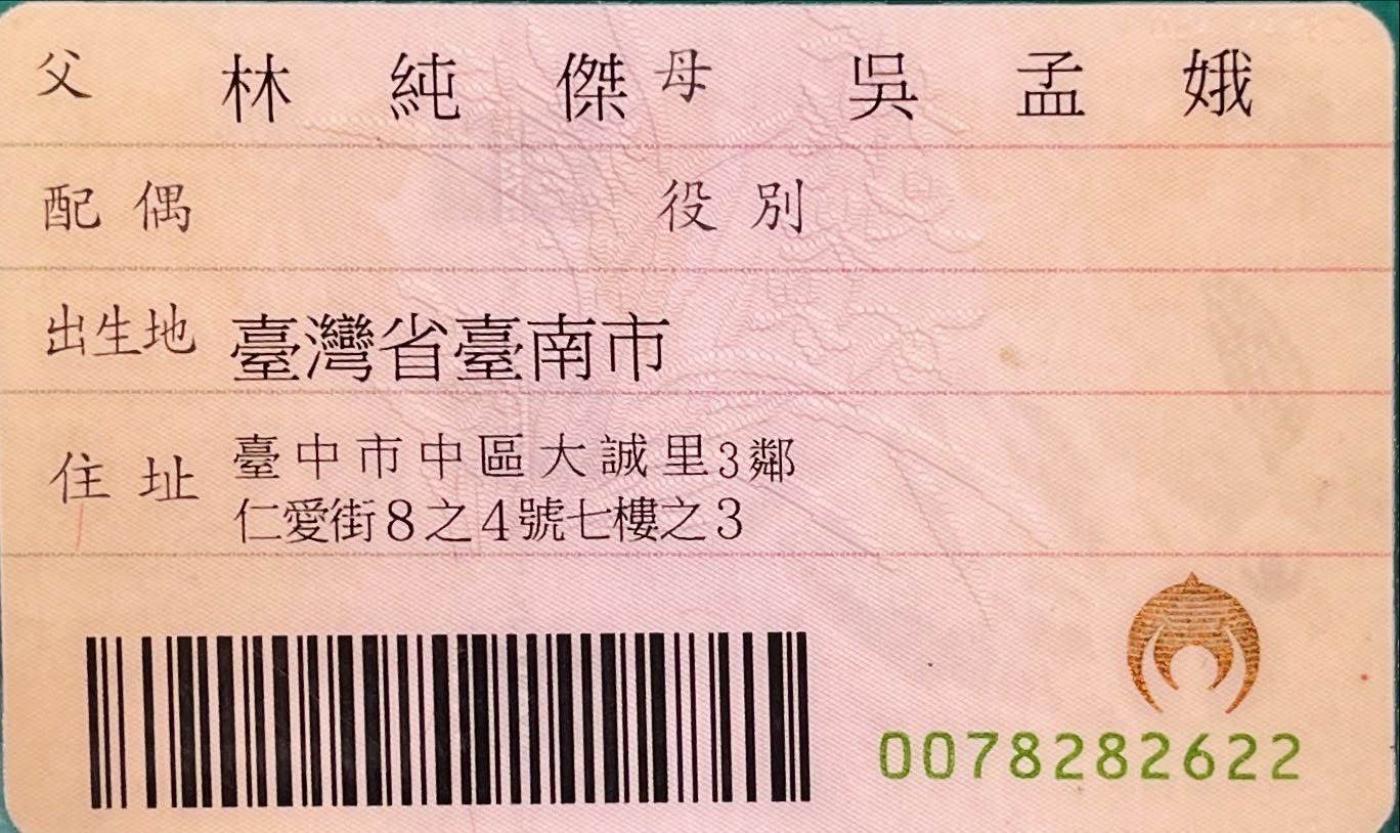 父 林純傑 母 吳孟娥
配偶 役別
出生地 臺灣省臺南市
住址 臺中市中區大誠里3鄰
仁愛街8之4號七樓之3
0078282622